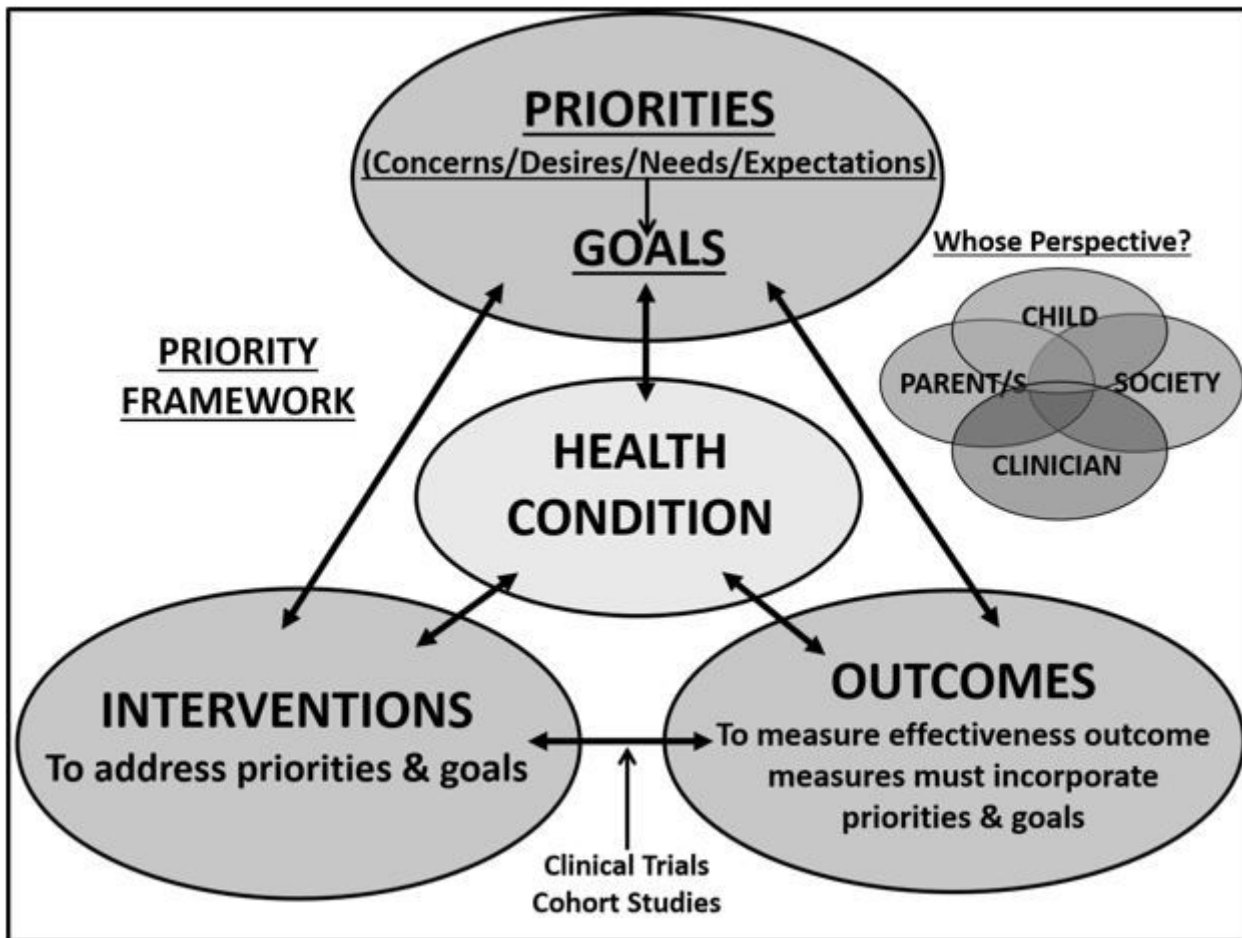 PRIORITIES
(Concerns/Desires/Needs/Expectations)
GOALS
Whose Perspective?
CHILD
PARENT/S
SOCIETY
CLINICIAN
PRIORITY
FRAMEWORK
HEALTH
CONDITION
INTERVENTIONS
To address priorities & goals
OUTCOMES
To measure effectiveness outcome
measures must incorporate
priorities & goals
Clinical Trials
Cohort Studies